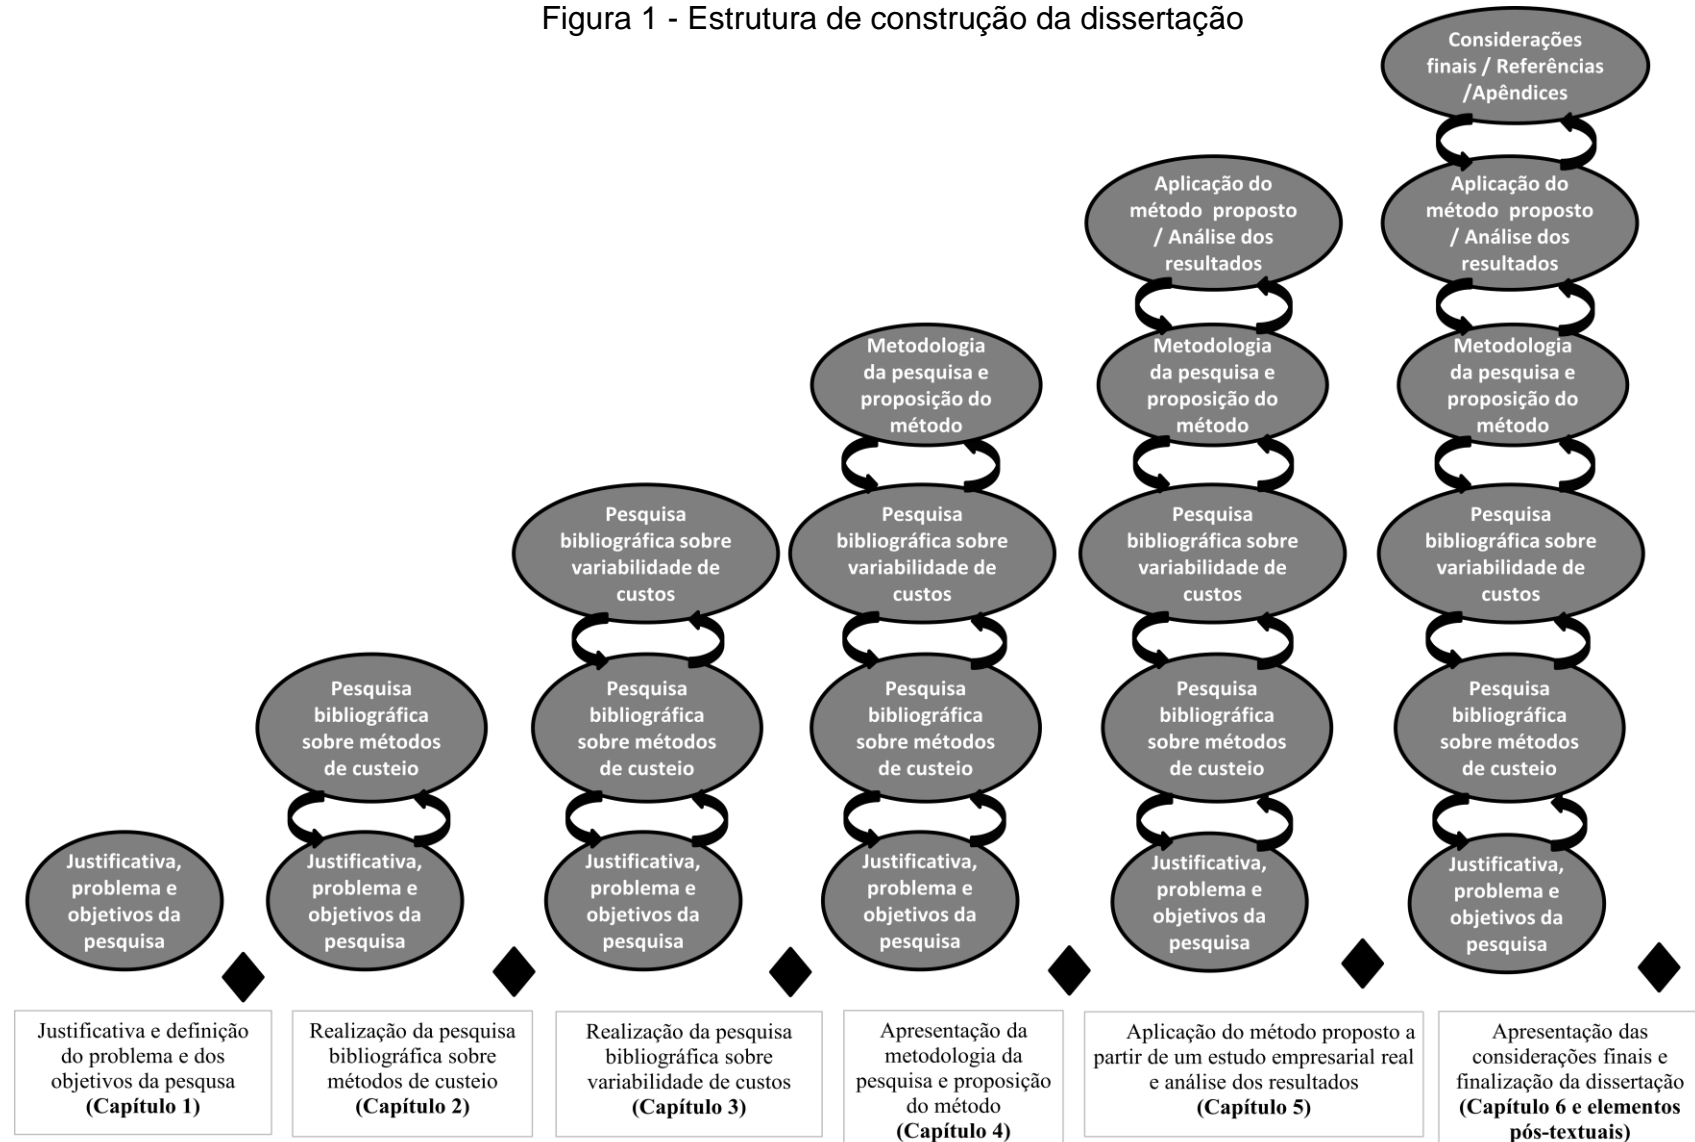 Figura 1 - Estrutura de construção da dissertação
Considerações
finais / Referências
/Apêndices
Aplicação do
método proposto
/ Análise dos
resultados
Aplicação do
método proposto
/ Análise dos
resultados
Metodologia
da pesquisa e
proposição do
método
Metodologia
da pesquisa e
proposição do
método
Metodologia
da pesquisa e
proposição do
método
Pesquisa
bibliográfica sobre
variabilidade de
custos
Pesquisa
bibliográfica sobre
variabilidade de
custos
Pesquisa
bibliográfica sobre
variabilidade de
custos
Pesquisa
bibliográfica sobre
variabilidade de
custos
Pesquisa
bibliográfica
sobre métodos
de custeio
Pesquisa
bibliográfica
sobre métodos
de custeio
Pesquisa
bibliográfica
sobre métodos
de custeio
Pesquisa
bibliográfica
sobre métodos
de custeio
Pesquisa
bibliográfica
sobre métodos
de custeio
Justificativa,
problema e
objetivos da
pesquisa
Justificativa,
problema e
objetivos da
pesquisa
Justificativa,
problema e
objetivos da
pesquisa
Justificativa,
problema e
objetivos da
pesquisa
Justificativa,
problema e
objetivos da
pesquisa
Justificativa,
problema e
objetivos da
pesquisa
Justificativa e definição
do problema e dos
objetivos da pesqusa
(Capítulo 1)
Realização da pesquisa
bibliográfica sobre
métodos de custeio
(Capítulo 2)
Realização da pesquisa
bibliográfica sobre
variabilidade de custos
(Capítulo 3)
Apresentação da
metodologia da
pesquisa e proposição
do método
(Capítulo 4)
Aplicação do método proposto a
partir de um estudo empresarial real
e análise dos resultados
(Capítulo 5)
Apresentação das
considerações finais e
finalização da dissertação
(Capítulo 6 e elementos
pós-textuais)